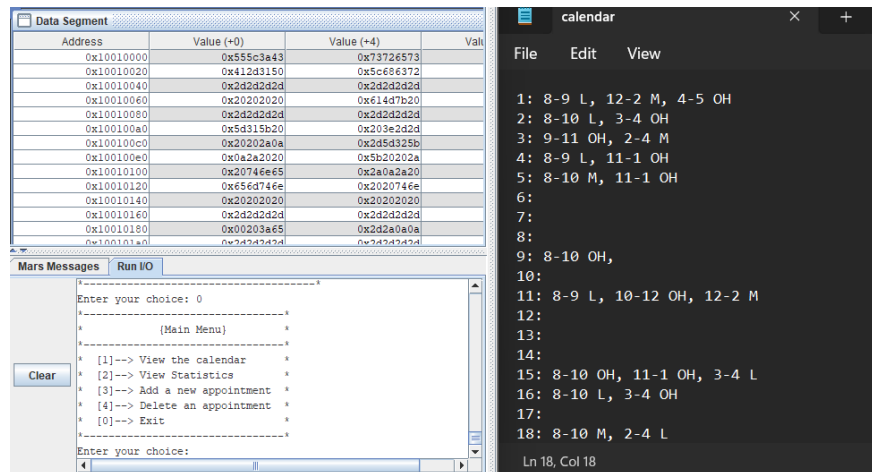 Data Segment
Address Value (+0) Value (+4)
0x10010000 0x555c3a43 0x73726573
0x10010020 0x412d3150 0x5c686372
0x10010040 0x2d2d2d2d 0x2d2d2d2d
0x10010060 0x20202020 0x614d7b20
0x10010080 0x2d2d2d2d 0x2d2d2d2d
0x100100a0 0x5d315b20 0x203e2d2d
0x100100c0 0x20202a0a 0x2d5d325b
0x100100e0 0x0a2a2020 0x5b20202a
0x10010100 0x20746e65 0x2a0a2a20
0x10010120 0x656d746e 0x2020746e
0x10010140 0x20202020 0x20202020
0x10010160 0x2d2d2d2d 0x2d2d2d2d
0x10010180 0x00203a65 0x2d2a0a0a
0x100101a0 0x2d2d2d2d 0x2d2d2d2d
Mars Messages Run I/O
Clear
*-------------------------------------*
Enter your choice: 0
*--------------------------------*
* {Main Menu} *
*--------------------------------*
* [1]--> View the calendar *
* [2]--> View Statistics *
* [3]--> Add a new appointment *
* [4]--> Delete an appointment *
* [0]--> Exit *
*--------------------------------*
Enter your choice:
calendar × +
File Edit View
1: 8-9 L, 12-2 M, 4-5 OH
2: 8-10 L, 3-4 OH
3: 9-11 OH, 2-4 M
4: 8-9 L, 11-1 OH
5: 8-10 M, 11-1 OH
6:
7:
8:
9: 8-10 OH,
10:
11: 8-9 L, 10-12 OH, 12-2 M
12:
13:
14:
15: 8-10 OH, 11-1 OH, 3-4 L
16: 8-10 L, 3-4 OH
17:
18: 8-10 M, 2-4 L
Ln 18, Col 18